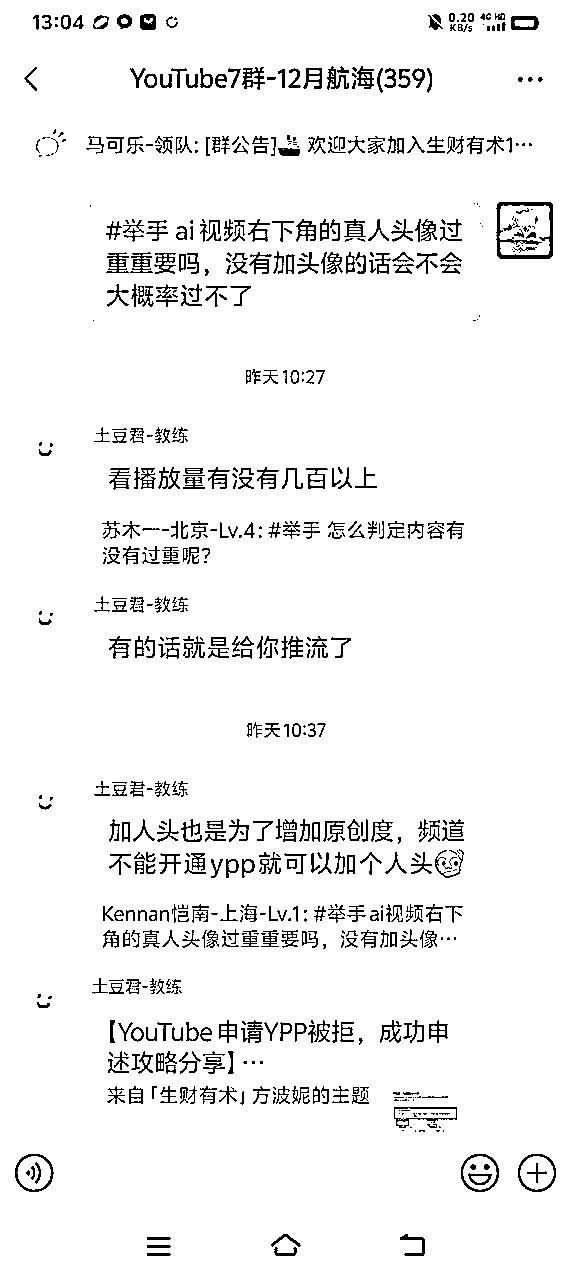 13:04
0.20 KB/s 4G HD
YouTube7群-12月航海(359)
马可乐-领队: [群公告] 欢迎大家加入生财有术1…
#举手 ai视频右下角的真人头像过
重重要吗，没有加头像的话会不会
大概率过不了
昨天10:27
土豆君-教练
看播放量有没有几百以上
苏木一-北京-Lv.4: #举手 怎么判定内容有
没有过重呢？
土豆君-教练
有的话就是给你推流了
昨天10:37
土豆君-教练
加人头也是为了增加原创度，频道
不能开通ypp就可以加个人头
Kennan恺南-上海-Lv.1: #举手ai视频右下
角的真人头像过重重要吗，没有加头像…
土豆君-教练
【YouTube申请YPP被拒，成功申
述攻略分享】…
来自「生财有术」方波妮的主题